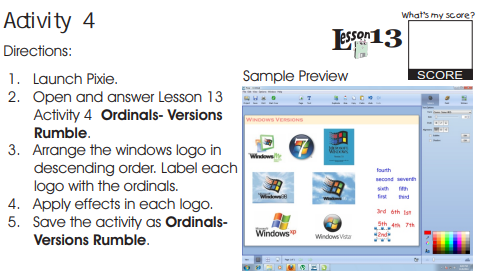 Activity 4
What's my score?
Lesson 13
SCORE
Directions:
1. Launch Pixie.
2. Open and answer Lesson 13
Activity 4 Ordinals- Versions
Rumble.
3. Arrange the windows logo in
descending order. Label each
logo with the ordinals.
4. Apply effects in each logo.
5. Save the activity as Ordinals-
Versions Rumble.
Sample Preview
WINDOWS VERSIONS
Windows
7
Windows98
Windows
Windows xp
Windows Vista
fourth
second seventh
sixth fifth
first third
3rd 6th 1st
5th 4th 7th
2nd